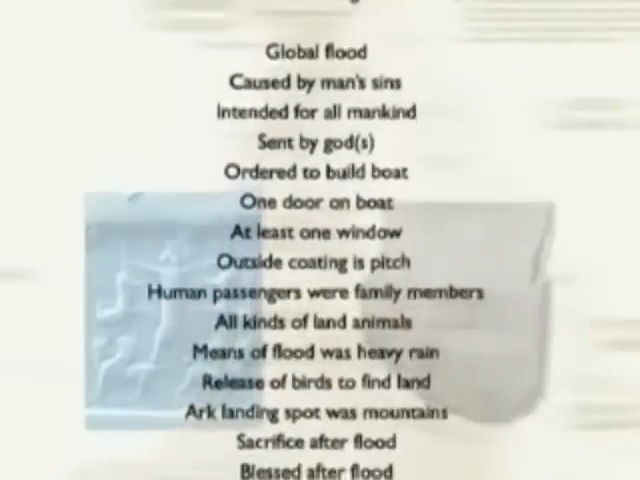 Global flood
Caused by man's sins
Intended for all mankind
Sent by god(s)
Ordered to build boat
One door on boat
At least one window
Outside coating is pitch
Human passengers were family members
All kinds of land animals
Means of flood was heavy rain
Release of birds to find land
Ark landing spot was mountains
Sacrifice after flood
Blessed after flood